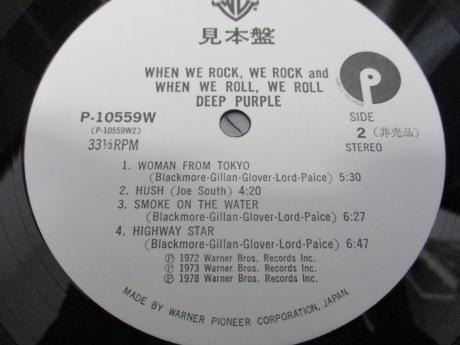 見本盤
WHEN WE ROCK, WE ROCK and
WHEN WE ROLL, WE ROLL
DEEP PURPLE
P-10559W
(P-10559W2)
33⅓RPM
SIDE
2 (非売品)
STEREO
1. WOMAN FROM TOKYO
(Blackmore-Gillan-Glover-Lord-Paice) 5:30
2. HUSH (Joe South) 4:20
3. SMOKE ON THE WATER
(Blackmore-Gillan-Glover-Lord-Paice) 6:27
4. HIGHWAY STAR
(Blackmore-Gillan-Glover-Lord-Paice) 6:47
Ⓟ 1972 Warner Bros. Records Inc.
Ⓟ 1973 Warner Bros. Records Inc.
Ⓟ 1978 Warner Bros. Records Inc.
MADE BY WARNER PIONEER CORPORATION, JAPAN.